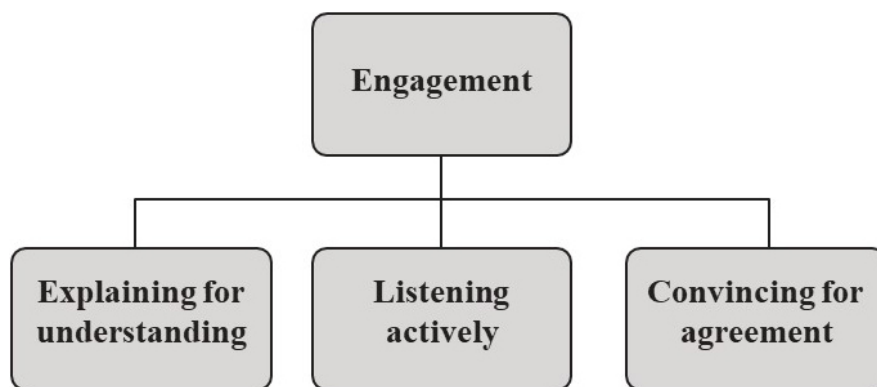 Engagement
Explaining for
understanding
Listening
actively
Convincing for
agreement